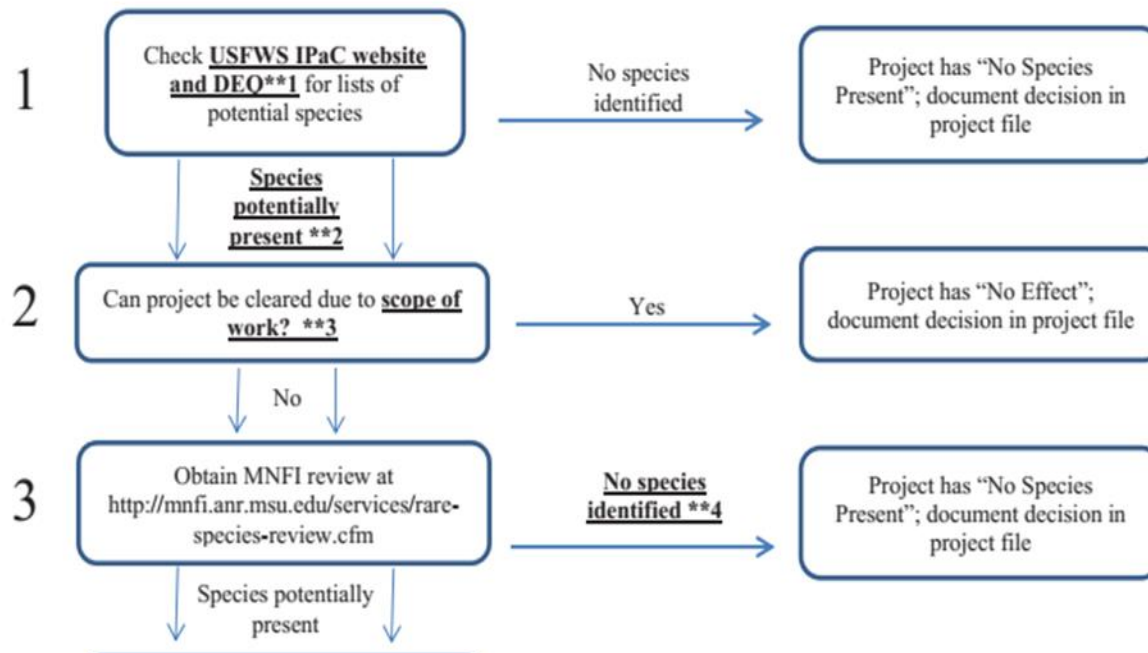 1
Check USFWS IPaC website
and DEQ**1 for lists of
potential species
No species
identified
Project has “No Species
Present”; document decision in
project file
Species
potentially
present **2
2
Can project be cleared due to scope of
work? **3
Yes
Project has “No Effect”;
document decision in project file
No
3
Obtain MNFI review at
http://mnfi.anr.msu.edu/services/rare-
species-review.cfm
No species
identified **4
Project has “No Species
Present”; document decision in
project file
Species potentially
present